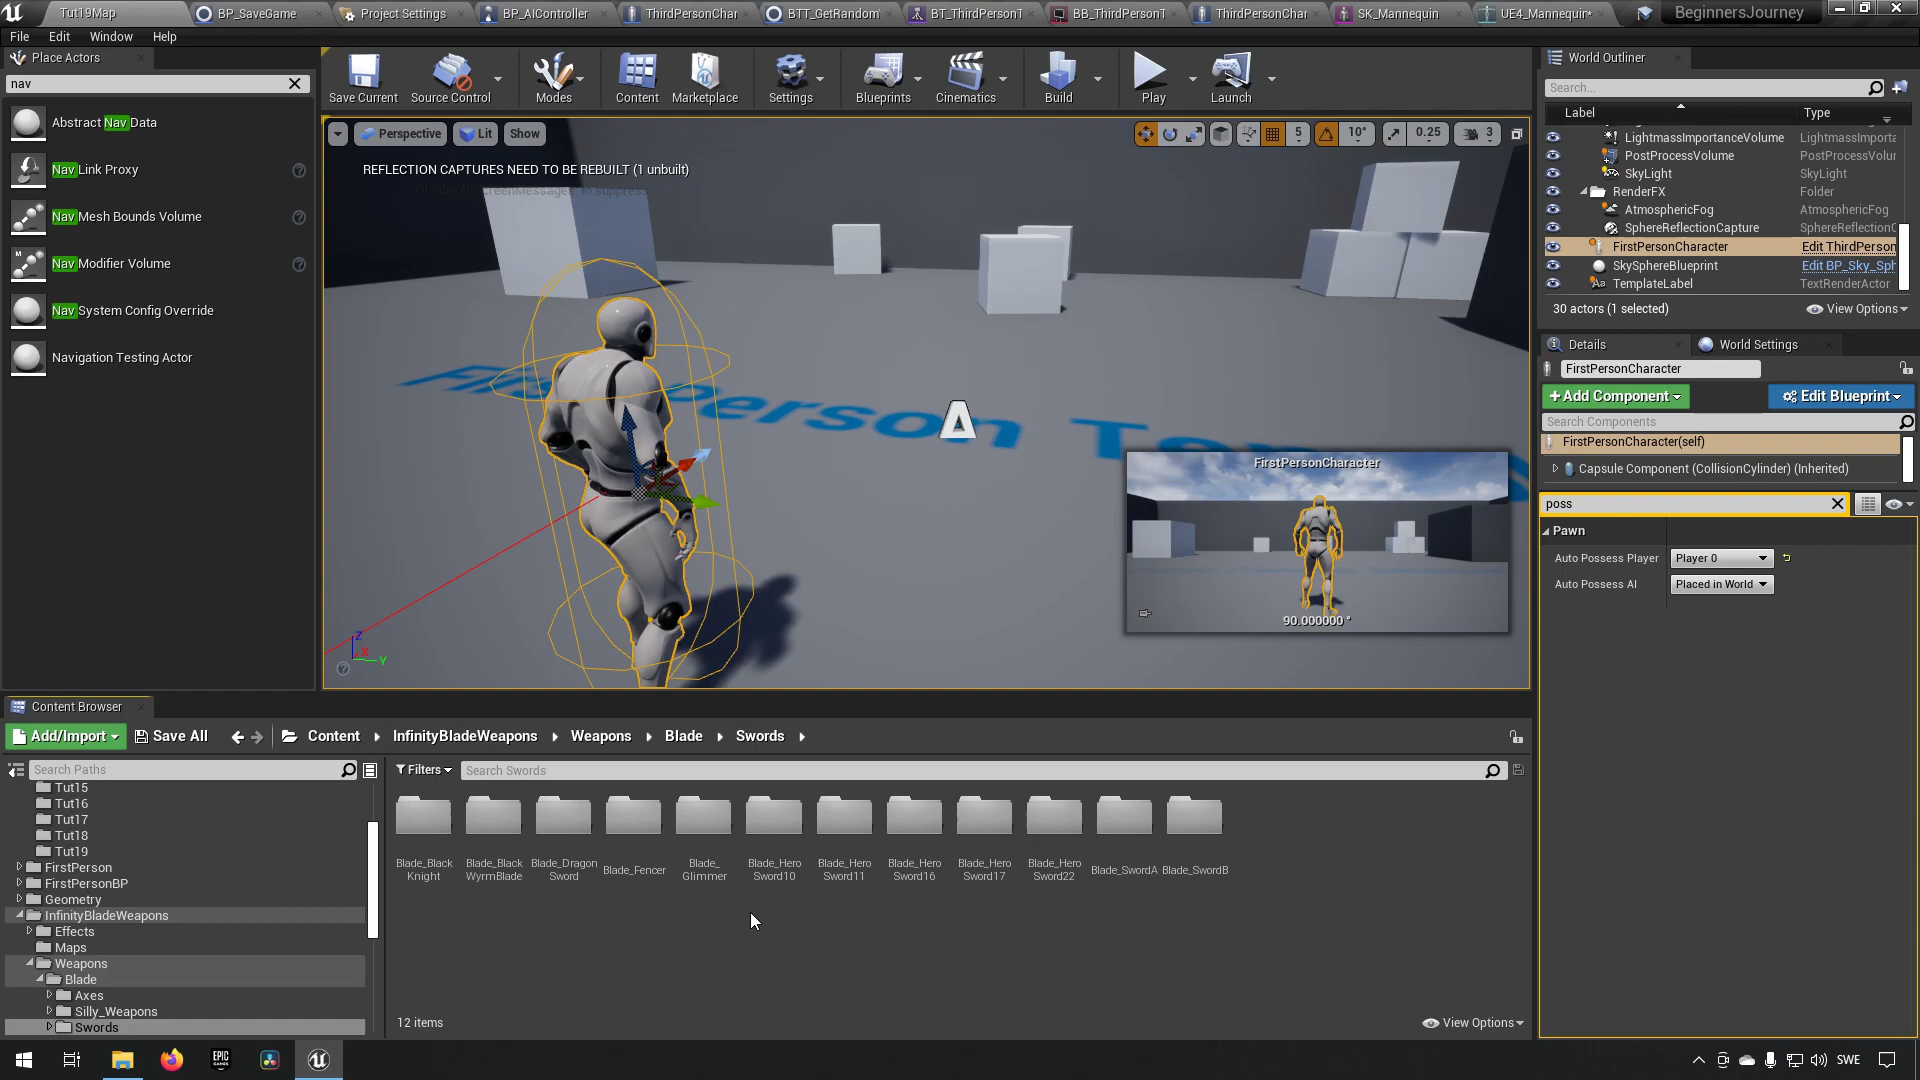 Tut19Map
BP_SaveGame
Project Settings
BP_AIController
ThirdPersonChar
BTT_GetRandom
BT_ThirdPersonT
BB_ThirdPersonT
ThirdPersonChar
SK_Mannequin
UE4_Mannequin*
BeginnersJourney
File Edit Window Help
Place Actors
nav
Abstract Nav Data
Nav Link Proxy
Nav Mesh Bounds Volume
Nav Modifier Volume
Nav System Config Override
Navigation Testing Actor
Save Current
Source Control
Modes
Content
Marketplace
Settings
Blueprints
Cinematics
Build
Play
Launch
Perspective Lit Show
5 10° 0.25 3
REFLECTION CAPTURES NEED TO BE REBUILT (1 unbuilt)
FirstPersonCharacter
90.000000 °
Z
X
Y
World Outliner
Search...
Label Type
LightmassImportanceVolume Lightmass​Importa
PostProcessVolume PostProcessVolur
SkyLight SkyLight
RenderFX Folder
AtmosphericFog AtmosphericFog
SphereReflectionCapture SphereReflectionC
FirstPersonCharacter Edit ThirdPerson
SkySphereBlueprint Edit BP_Sky_Sph
TemplateLabel TextRenderActor
30 actors (1 selected) View Options
Details World Settings
FirstPersonCharacter
+Add Component Edit Blueprint
Search Components
FirstPersonCharacter(self)
Capsule Component (CollisionCylinder) (Inherited)
poss
Pawn
Auto Possess Player Player 0
Auto Possess AI Placed in World
Content Browser
Add/Import Save All Content InfinityBladeWeapons Weapons Blade Swords
Search Paths
Filters Search Swords
Tut15
Tut16
Tut17
Tut18
Tut19
FirstPerson
FirstPersonBP
Geometry
InfinityBladeWeapons
Effects
Maps
Weapons
Blade
Axes
Silly_Weapons
Swords
Blade_Black
Knight
Blade_Black
WyrmBlade
Blade_Dragon
Sword
Blade_Fencer
Blade_
Glimmer
Blade_Hero
Sword10
Blade_Hero
Sword11
Blade_Hero
Sword16
Blade_Hero
Sword17
Blade_Hero
Sword22
Blade_SwordA
Blade_SwordB
12 items View Options
EPIC
GAMES
SWE